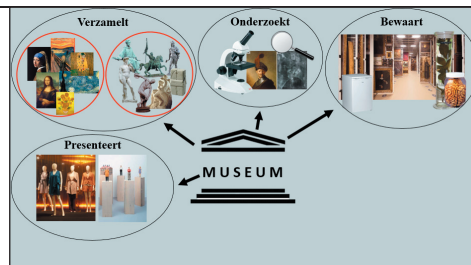 Verzamelt
Onderzoekt
Bewaart
Presenteert
MUSEUM